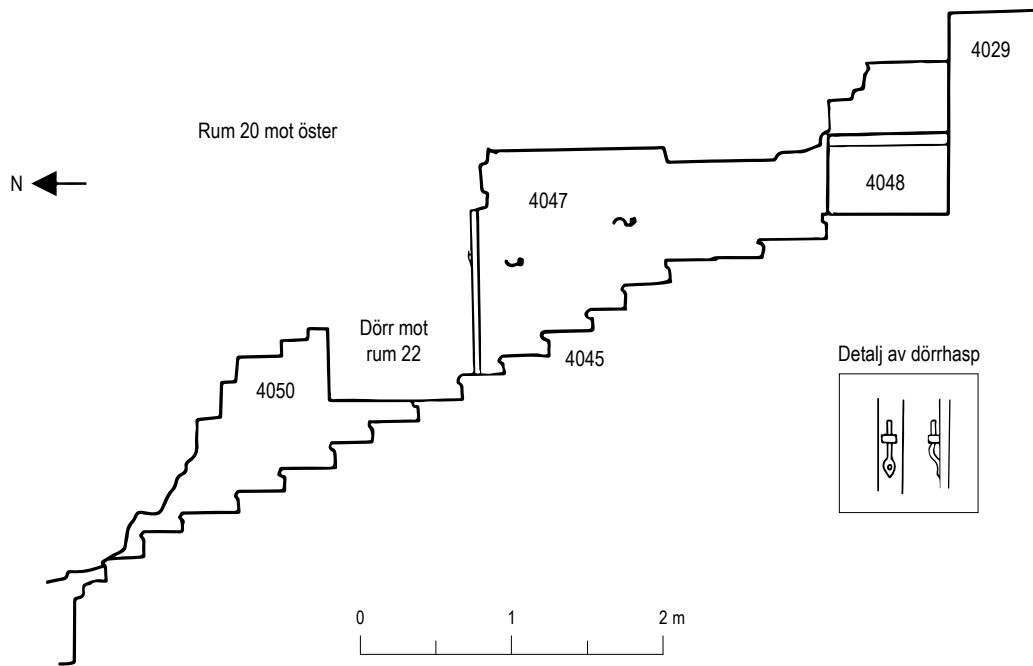 4029
Rum 20 mot öster
N
4048
4047
Dörr mot
rum 22
4045
Detalj av dörrhasp
4050
0 1 2 m